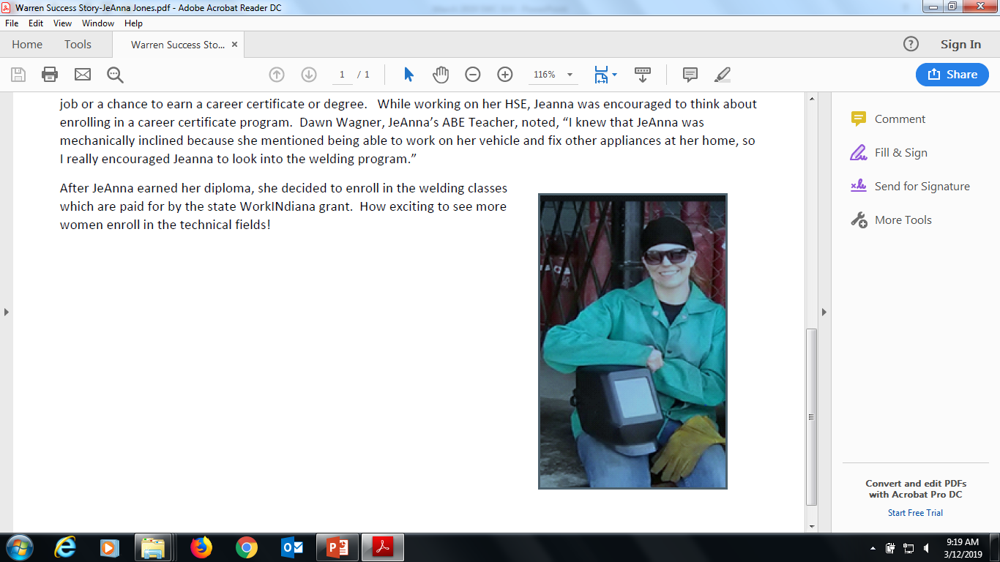 Warren Success Story-JeAnna Jones.pdf - Adobe Acrobat Reader DC
File Edit View Window Help
Home Tools Warren Success Sto... × ? Sign In
1 / 1 116% Share
job or a chance to earn a career certificate or degree. While working on her HSE, Jeanna was encouraged to think about
enrolling in a career certificate program. Dawn Wagner, JeAnna’s ABE Teacher, noted, “I knew that JeAnna was
mechanically inclined because she mentioned being able to work on her vehicle and fix other appliances at her home, so
I really encouraged Jeanna to look into the welding program.”
After JeAnna earned her diploma, she decided to enroll in the welding classes
which are paid for by the state WorkINdiana grant. How exciting to see more
women enroll in the technical fields!
Comment
Fill & Sign
Send for Signature
More Tools
Convert and edit PDFs
with Acrobat Pro DC
Start Free Trial
9:19 AM
3/12/2019